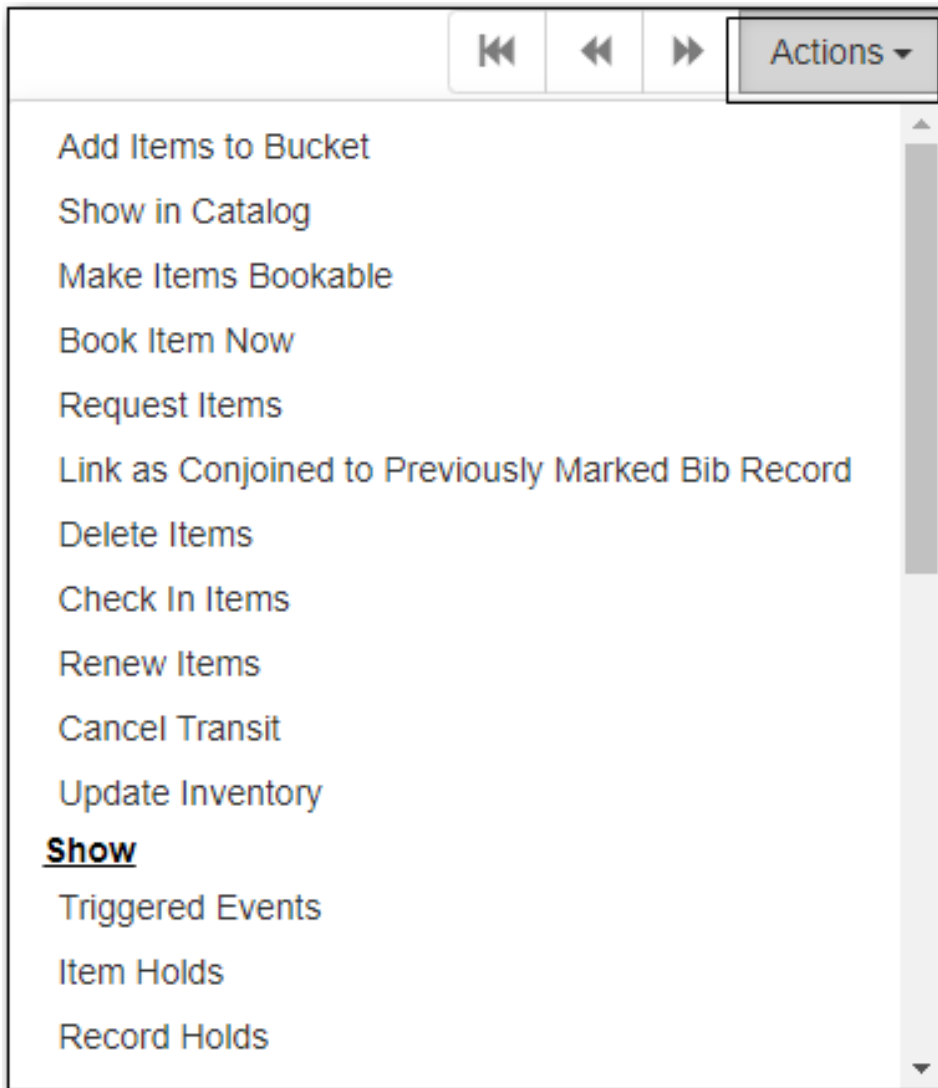 Actions
Add Items to Bucket
Show in Catalog
Make Items Bookable
Book Item Now
Request Items
Link as Conjoined to Previously Marked Bib Record
Delete Items
Check In Items
Renew Items
Cancel Transit
Update Inventory
Show
Triggered Events
Item Holds
Record Holds